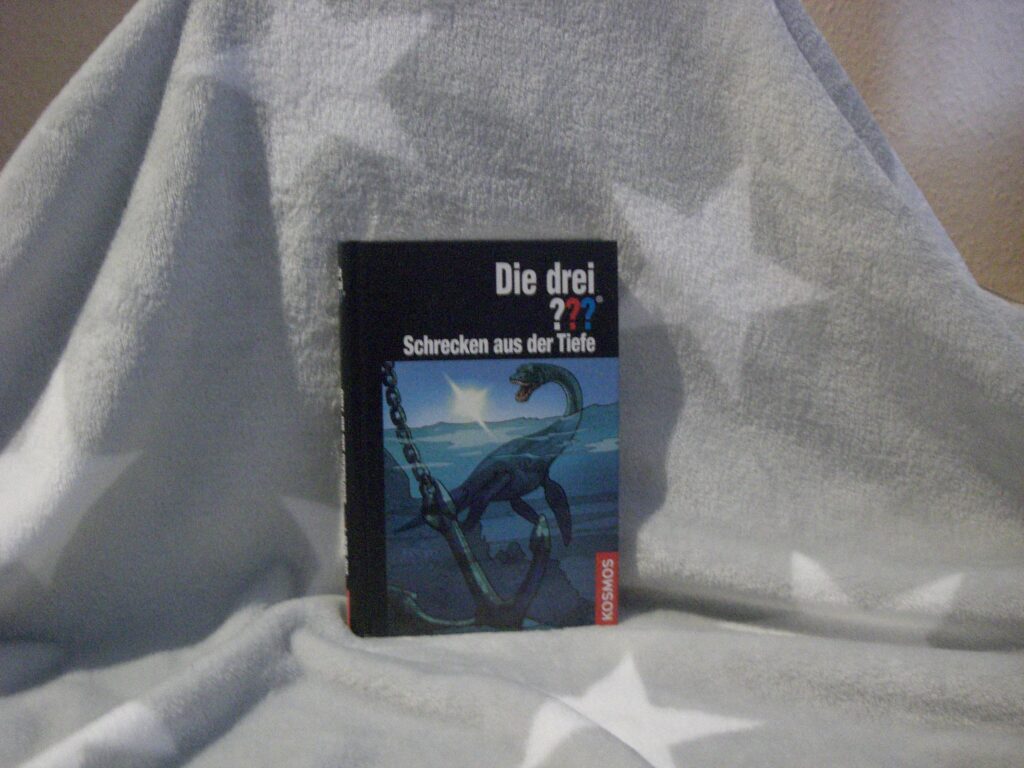 Die drei
???®
Schrecken aus der Tiefe
KOSMOS